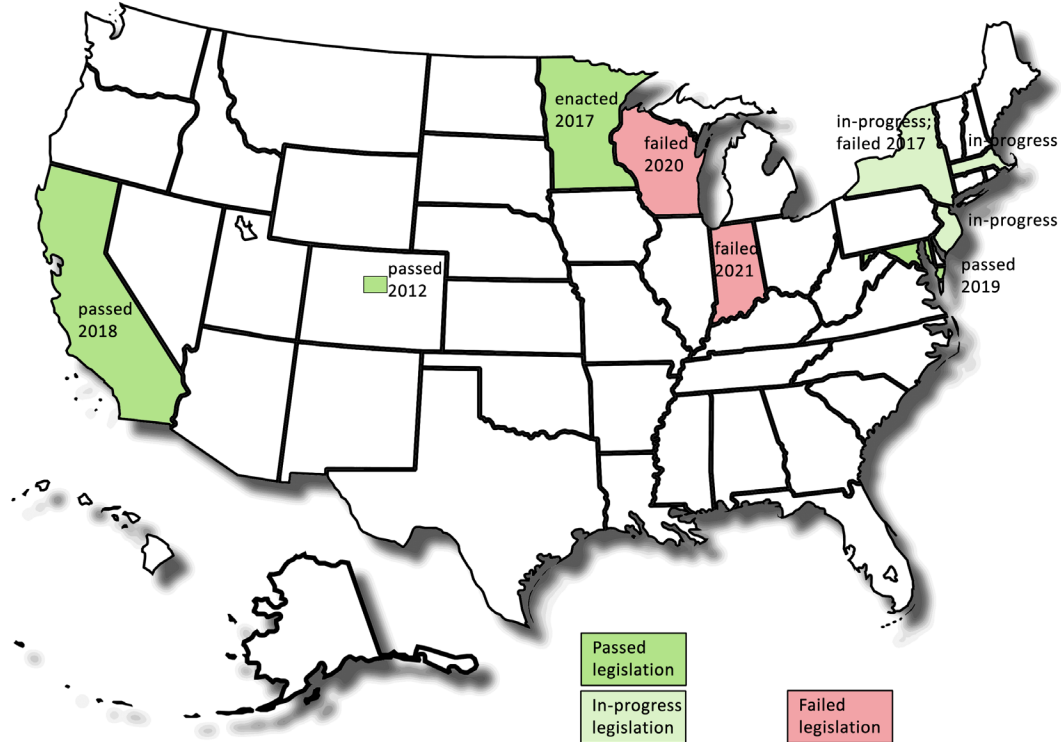 enacted
2017
failed
2020
in-progress;
failed 2017
in-progress
in-progress
passed
2019
failed
2021
passed
2012
passed
2018
Passed
legislation
In-progress
legislation
Failed
legislation